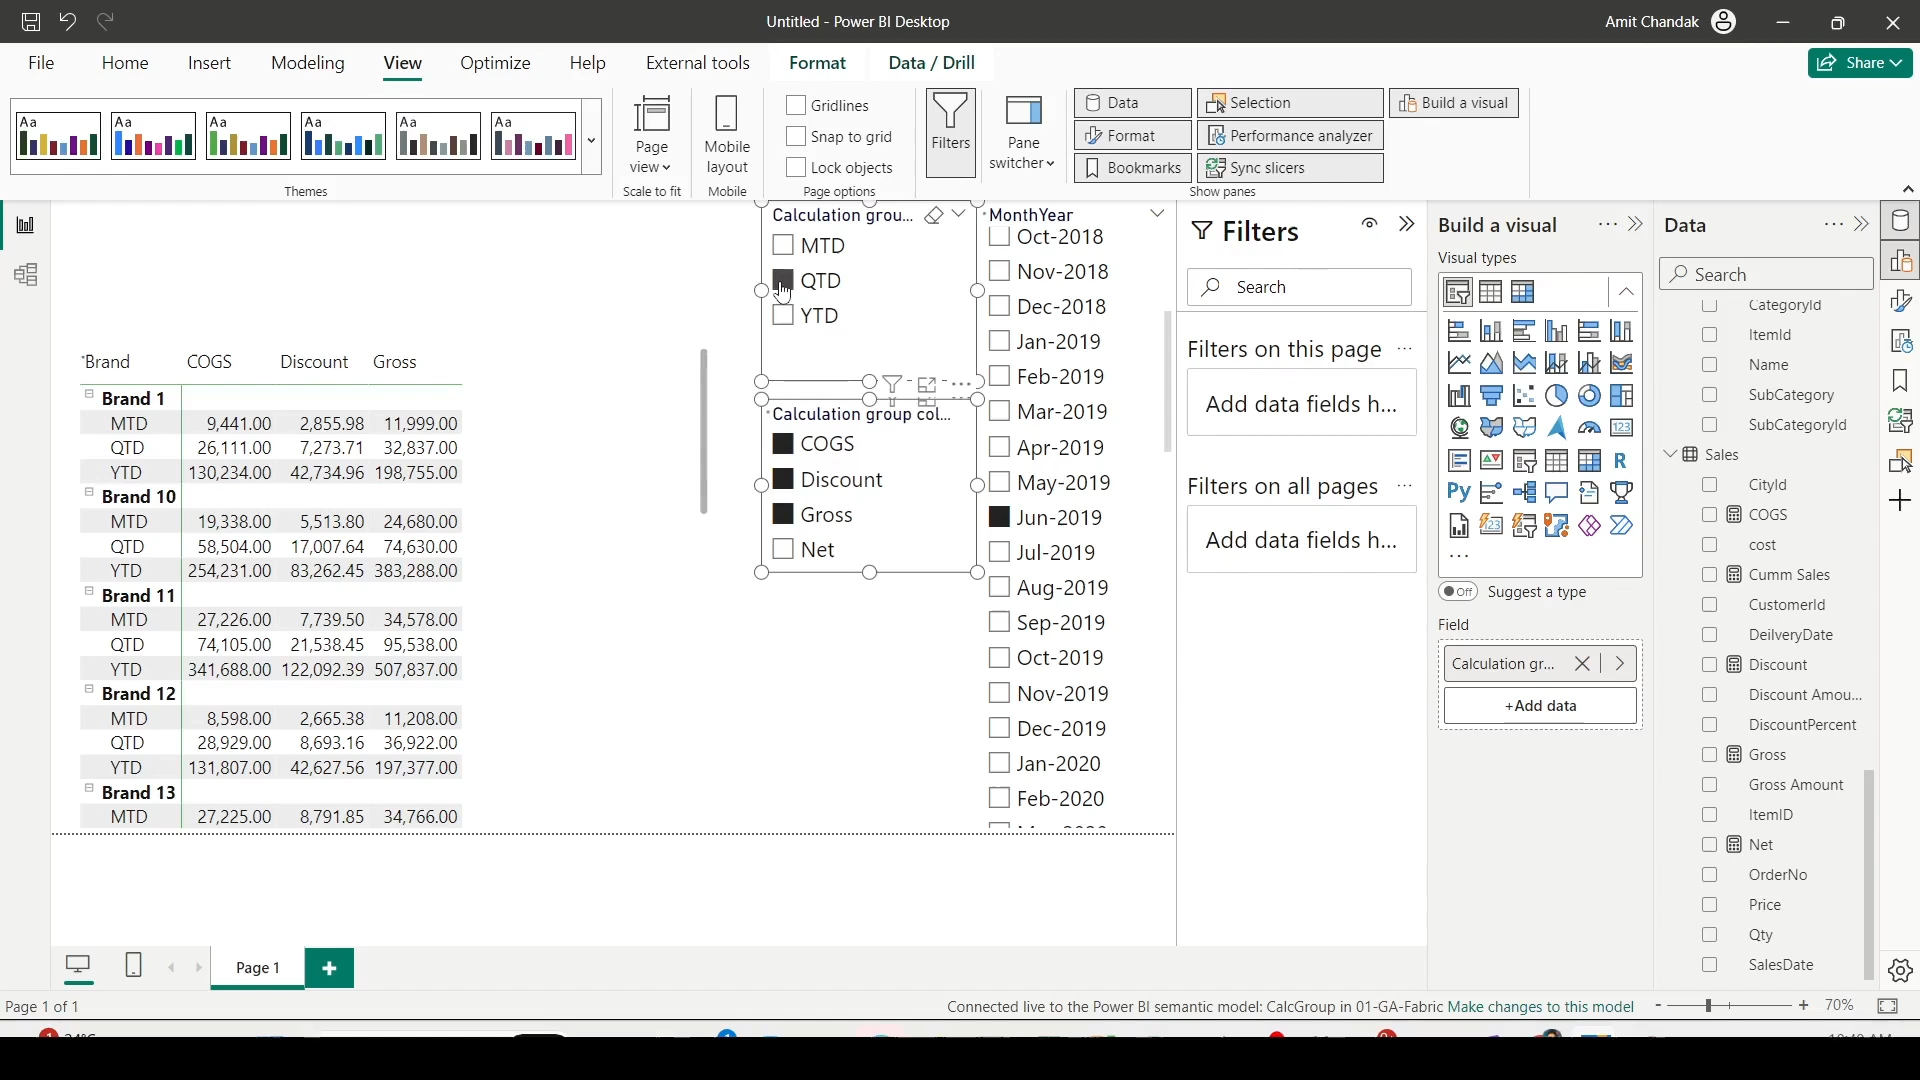 Untitled - Power BI Desktop
Amit Chandak
File Home Insert Modeling View Optimize Help External tools Format Data / Drill
Share
Aa Aa Aa Aa Aa Aa
Themes
Page view
Scale to fit
Mobile layout
Mobile
Gridlines
Snap to grid
Lock objects
Page options
Filters
Pane switcher
Data
Format
Bookmarks
Selection
Performance analyzer
Sync slicers
Build a visual
Show panes
Brand COGS Discount Gross
Brand 1
MTD 9,441.00 2,855.98 11,999.00
QTD 26,111.00 7,273.71 32,837.00
YTD 130,234.00 42,734.96 198,755.00
Brand 10
MTD 19,338.00 5,513.80 24,680.00
QTD 58,504.00 17,007.64 74,630.00
YTD 254,231.00 83,262.45 383,288.00
Brand 11
MTD 27,226.00 7,739.50 34,578.00
QTD 74,105.00 21,538.45 95,538.00
YTD 341,688.00 122,092.39 507,837.00
Brand 12
MTD 8,598.00 2,665.38 11,208.00
QTD 28,929.00 8,693.16 36,922.00
YTD 131,807.00 42,627.56 197,377.00
Brand 13
MTD 27,225.00 8,791.85 34,766.00
Calculation grou...
MTD
QTD
YTD
Calculation group col...
COGS
Discount
Gross
Net
MonthYear
Oct-2018
Nov-2018
Dec-2018
Jan-2019
Feb-2019
Mar-2019
Apr-2019
May-2019
Jun-2019
Jul-2019
Aug-2019
Sep-2019
Oct-2019
Nov-2019
Dec-2019
Jan-2020
Feb-2020
Filters
Search
Filters on this page ...
Add data fields h...
Filters on all pages ...
Add data fields h...
Build a visual ...
Visual types
123
R
Py
...
Off Suggest a type
Field
Calculation gr...
+Add data
Data ...
Search
CategoryId
ItemId
Name
SubCategory
SubCategoryId
Sales
CityId
COGS
cost
Cumm Sales
CustomerId
DeilveryDate
Discount
Discount Amou...
DiscountPercent
Gross
Gross Amount
ItemID
Net
OrderNo
Price
Qty
SalesDate
Page 1
Page 1 of 1
Connected live to the Power BI semantic model: CalcGroup in 01-GA-Fabric Make changes to this model
- + 70%